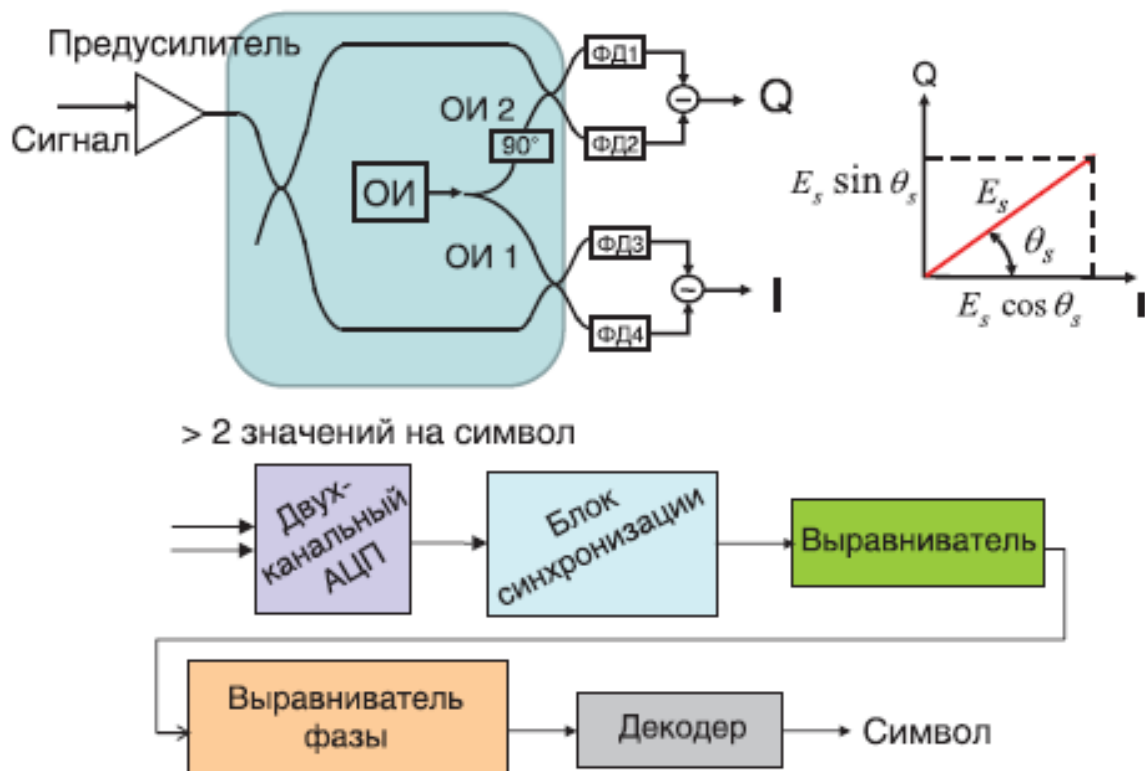 Предусилитель
Сигнал
ОИ 2
90°
ОИ
ОИ 1
ФД1
ФД2
Q
ФД3
ФД4
I
Q
E_s sin θ_s
E_s
θ_s
E_s cos θ_s
I
> 2 значений на символ
Двух-
канальный
АЦП
Блок
синхронизации
Выравниватель
Выравниватель
фазы
Декодер
Символ